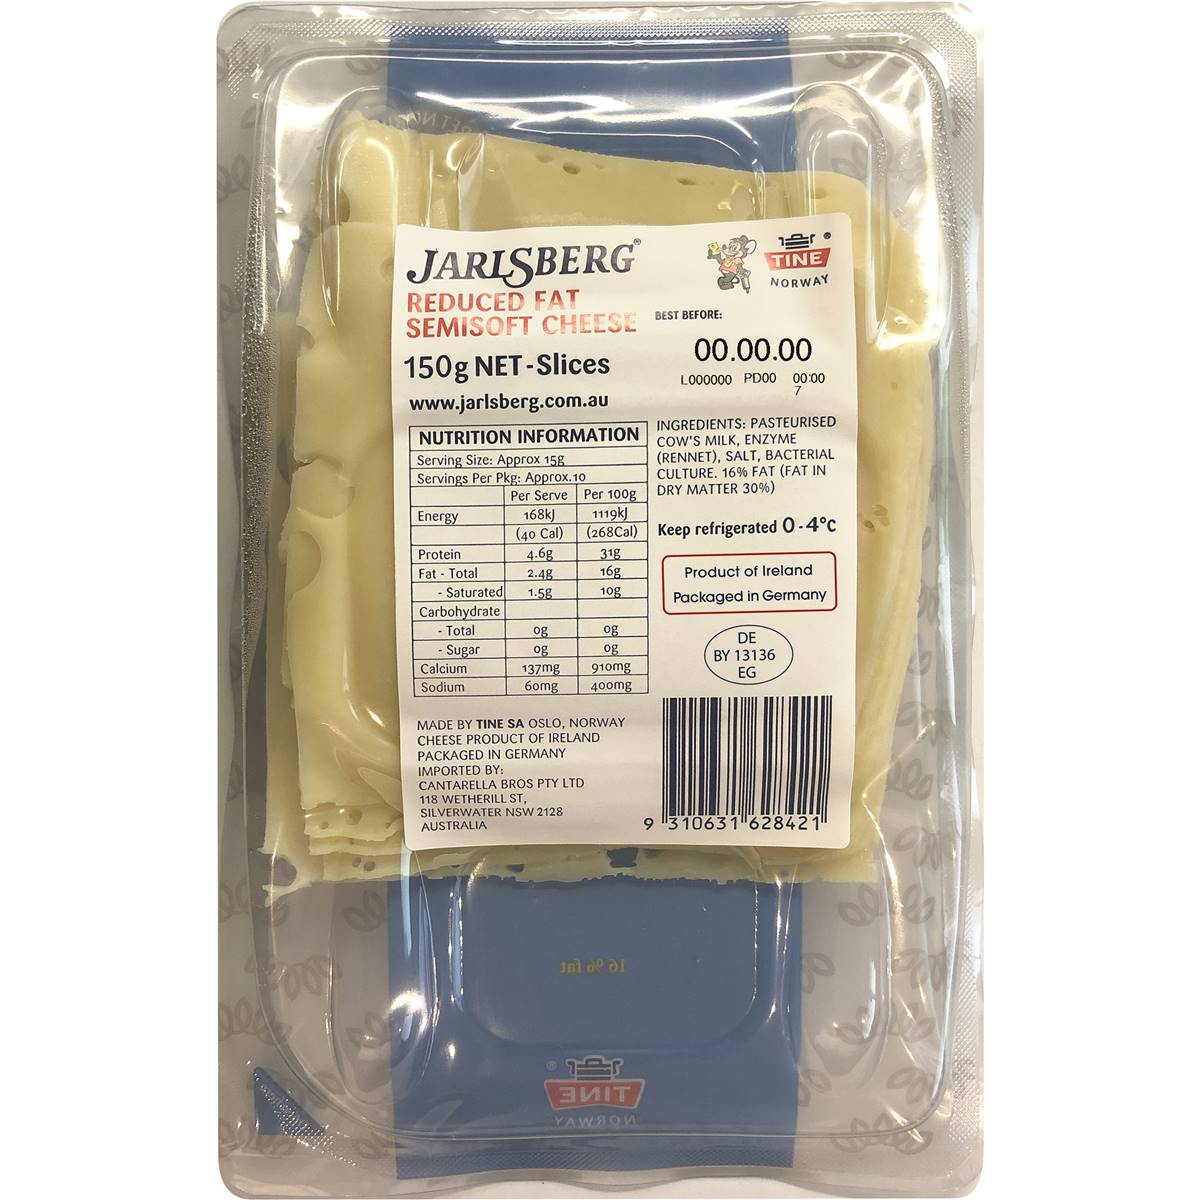 JARLSBERG®
REDUCED FAT
SEMISOFT CHEESE
150g NET - Slices
www.jarlsberg.com.au
TINE ®
NORWAY
BEST BEFORE:
00.00.00
L000000 PD00 00:00
7
NUTRITION INFORMATION
Serving Size: Approx 15g
Servings Per Pkg: Approx.10
Per Serve Per 100g
Energy 168kJ 1119kJ
(40 Cal) (268Cal)
Protein 4.6g 31g
Fat - Total 2.4g 16g
- Saturated 1.5g 10g
Carbohydrate
- Total 0g 0g
- Sugar 0g 0g
Calcium 137mg 910mg
Sodium 60mg 400mg
INGREDIENTS: PASTEURISED
COW'S MILK, ENZYME
(RENNET), SALT, BACTERIAL
CULTURE. 16% FAT (FAT IN
DRY MATTER 30%)
Keep refrigerated 0 - 4°C
Product of Ireland
Packaged in Germany
DE
BY 13136
EG
MADE BY TINE SA OSLO, NORWAY
CHEESE PRODUCT OF IRELAND
PACKAGED IN GERMANY
IMPORTED BY:
CANTARELLA BROS PTY LTD
118 WETHERILL ST,
SILVERWATER NSW 2128
AUSTRALIA
9 310631 628421
16 % fat
TINE ®
NORWAY